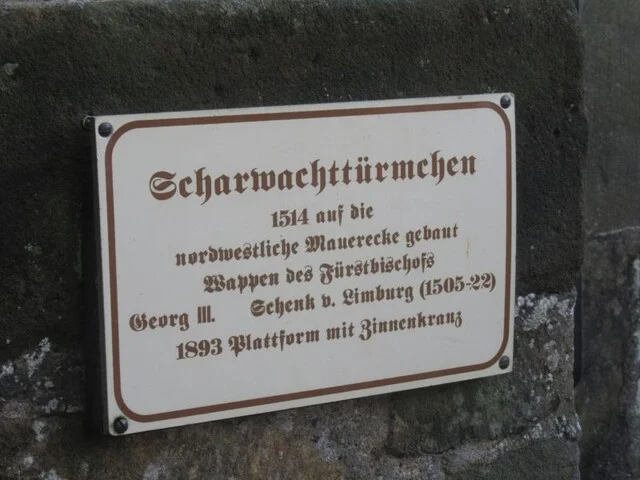 Scharwachttürmchen
1514 auf die
nordwestliche Mauerecke gebaut
Wappen des Fürstbischofs
Georg III. Schenk v. Limburg (1505-22)
1893 Plattform mit Zinnenkranz